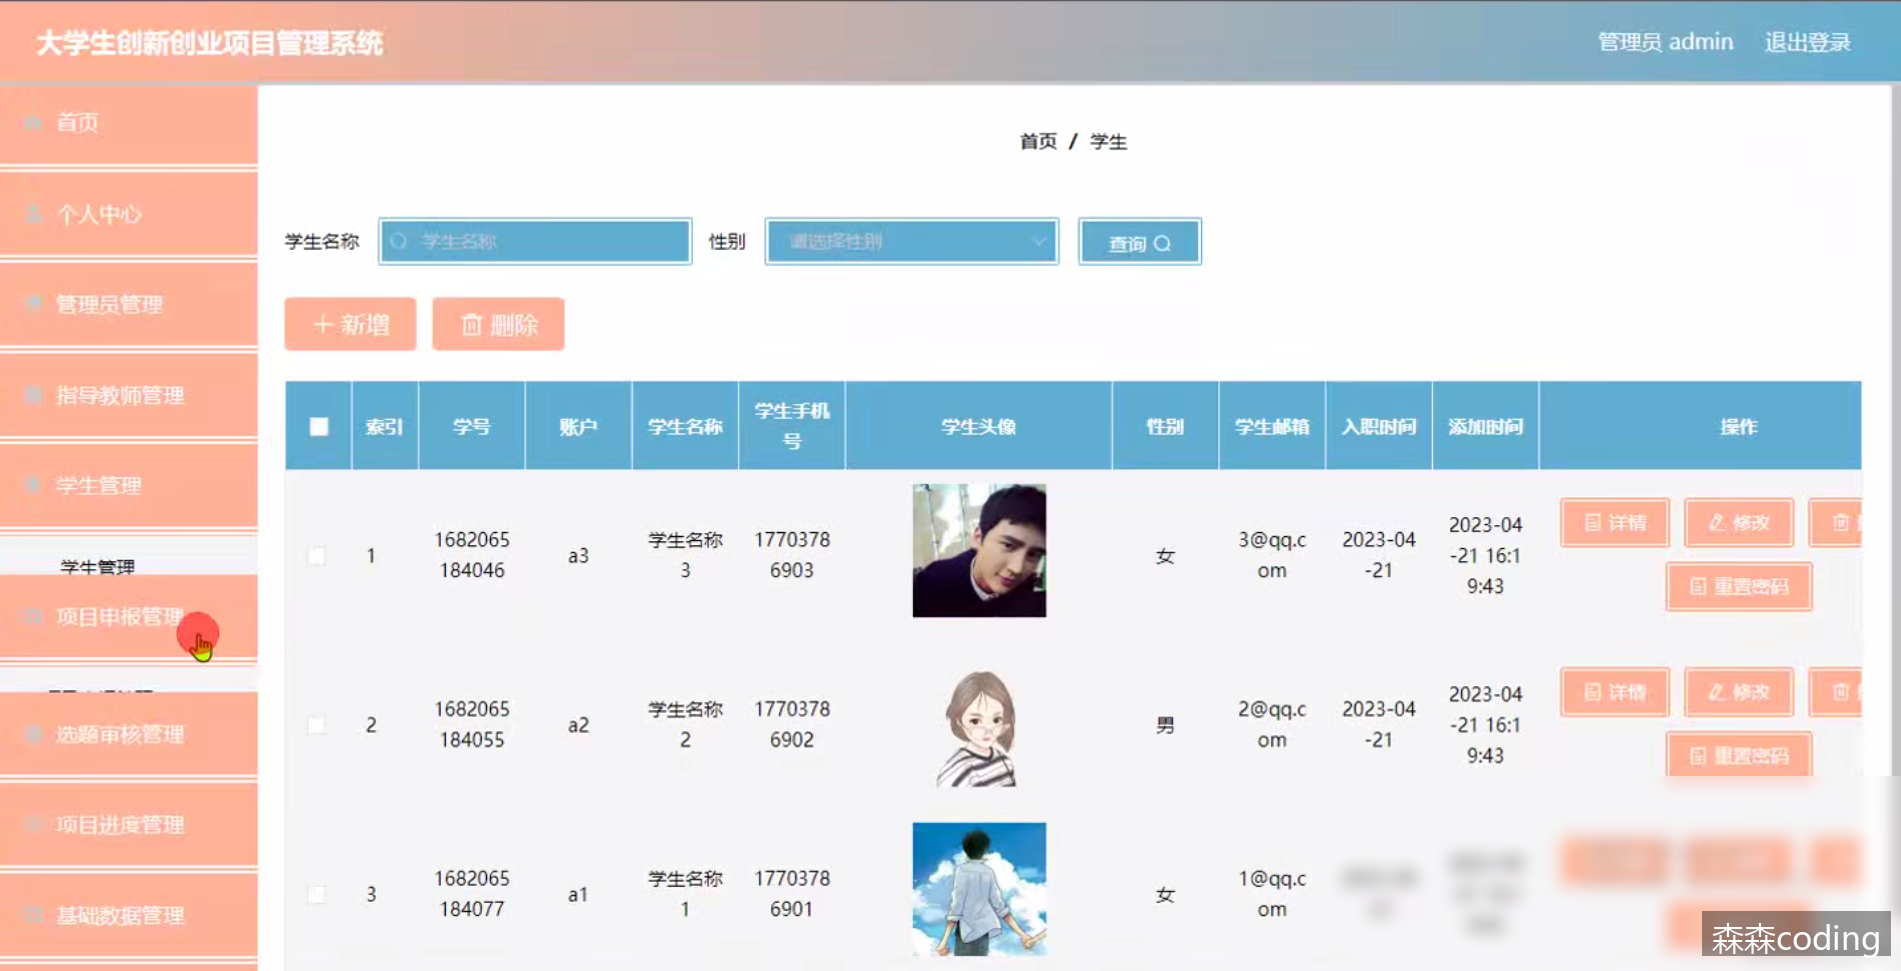 大学生创新创业项目管理系统
管理员 admin 退出登录
首页
个人中心
管理员管理
指导教师管理
学生管理
学生管理
项目申报管理
选题审核管理
项目进度管理
基础数据管理
首页 / 学生
学生名称 学生名称 性别 请选择性别 查询
新增 删除
索引 学号 账户 学生名称 学生手机号 学生头像 性别 学生邮箱 入职时间 添加时间 操作
1 1682065184046 a3 学生名称3 17703786903 女 3@qq.com 2023-04-21 2023-04-21 16:19:43 详情 修改
重置密码
2 1682065184055 a2 学生名称2 17703786902 男 2@qq.com 2023-04-21 2023-04-21 16:19:43 详情 修改
重置密码
3 1682065184077 a1 学生名称1 17703786901 女 1@qq.com
森森coding